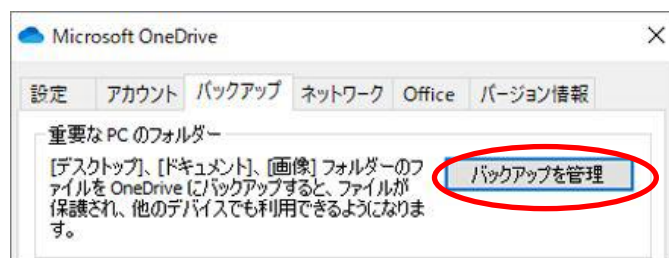 Microsoft OneDrive
設定 アカウント バックアップ ネットワーク Office バージョン情報
重要な PC のフォルダー
[デスクトップ]、[ドキュメント]、[画像] フォルダーのフ
ァイルを OneDrive にバックアップすると、ファイルが
保護され、他のデバイスでも利用できるようになりま
す。
バックアップを管理